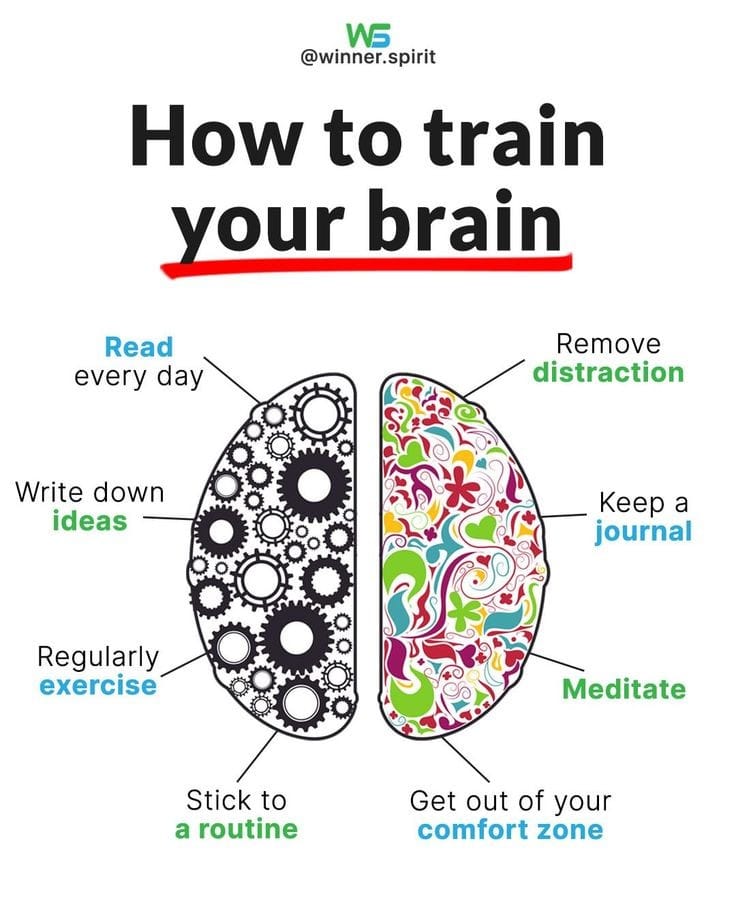 WS
@winner.spirit
How to train
your brain
Read
every day
Write down
ideas
Regularly
exercise
Stick to
a routine
Remove
distraction
Keep a
journal
Meditate
Get out of your
comfort zone